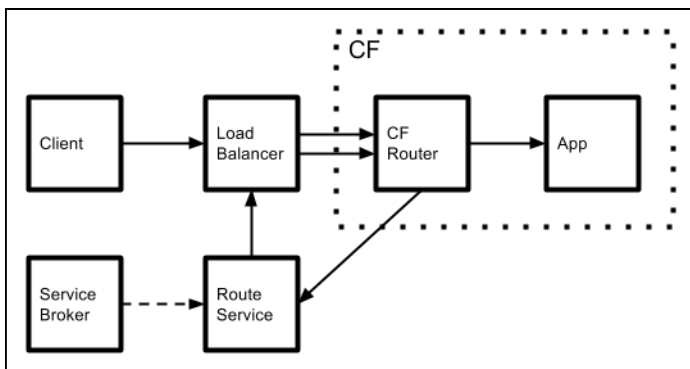 CF
Client
Load
Balancer
CF
Router
App
Service
Broker
Route
Service